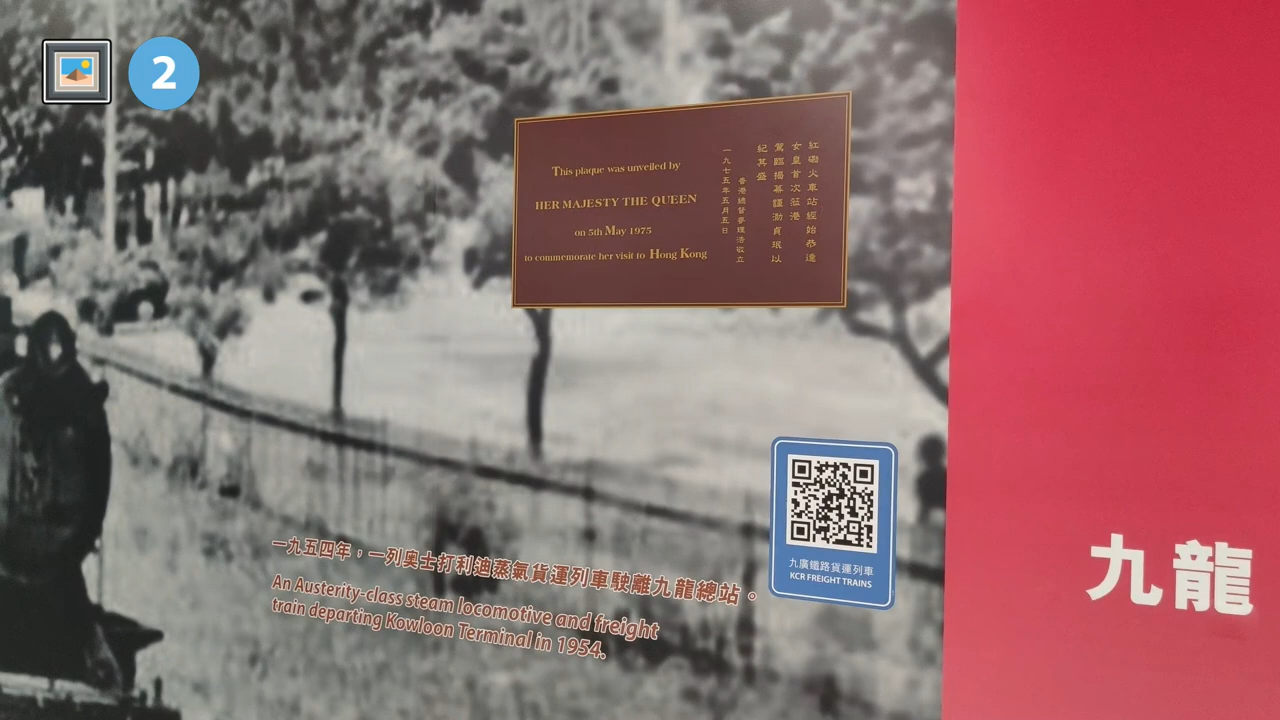 2
This plaque was unveiled by
HER MAJESTY THE QUEEN
on 5th May 1975
to commemorate her visit to Hong Kong
紅磡火車站經始恭逢
女皇首次蒞港
駕臨揭幕謹泐貞珉以
紀其盛
香港總督麥理浩敬立
一九七五年五月五日
一九五四年，一列奧士打利迪蒸氣貨運列車駛離九龍總站。
An Austerity-class steam locomotive and freight
train departing Kowloon Terminal in 1954.
九廣鐵路貨運列車
KCR FREIGHT TRAINS
九龍